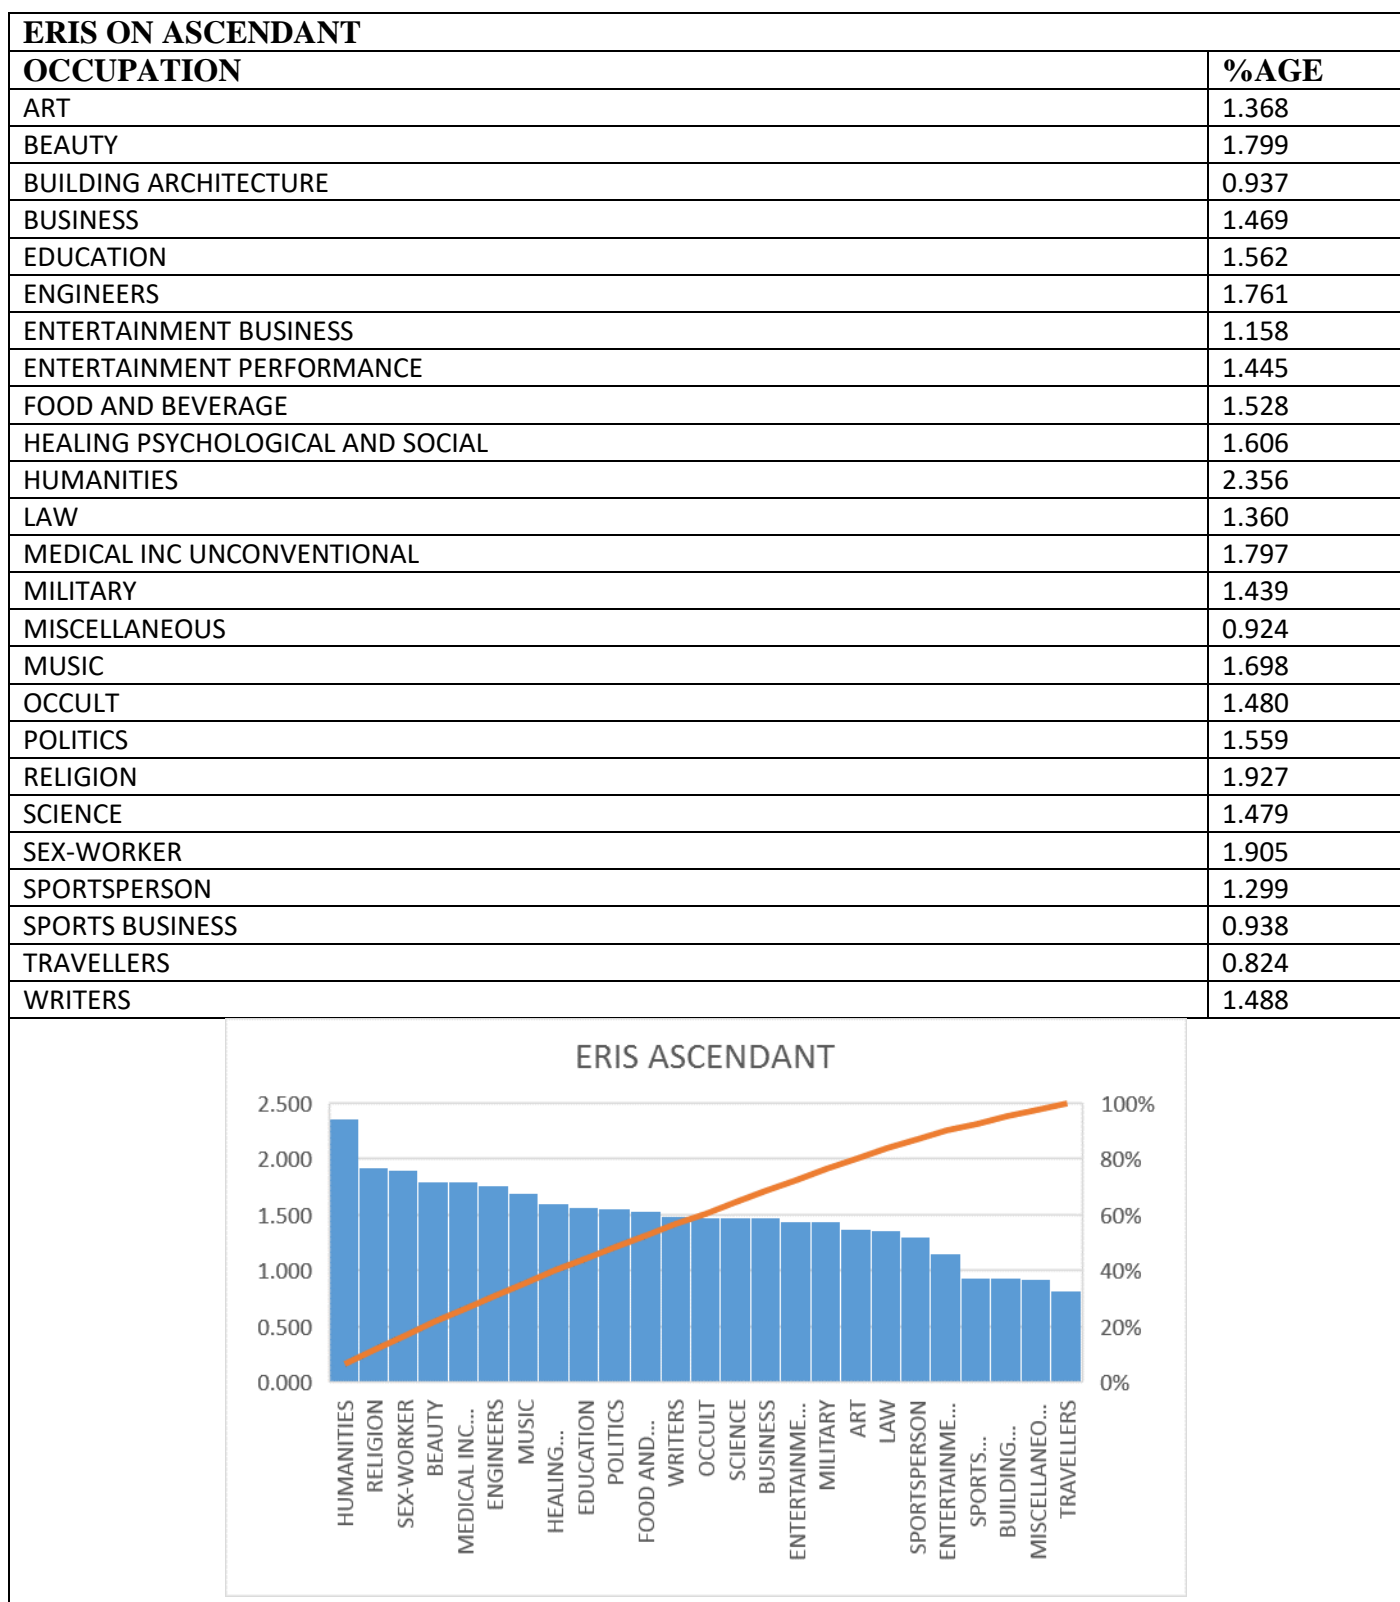 ERIS ON ASCENDANT
OCCUPATION %AGE
ART 1.368
BEAUTY 1.799
BUILDING ARCHITECTURE 0.937
BUSINESS 1.469
EDUCATION 1.562
ENGINEERS 1.761
ENTERTAINMENT BUSINESS 1.158
ENTERTAINMENT PERFORMANCE 1.445
FOOD AND BEVERAGE 1.528
HEALING PSYCHOLOGICAL AND SOCIAL 1.606
HUMANITIES 2.356
LAW 1.360
MEDICAL INC UNCONVENTIONAL 1.797
MILITARY 1.439
MISCELLANEOUS 0.924
MUSIC 1.698
OCCULT 1.480
POLITICS 1.559
RELIGION 1.927
SCIENCE 1.479
SEX-WORKER 1.905
SPORTSPERSON 1.299
SPORTS BUSINESS 0.938
TRAVELLERS 0.824
WRITERS 1.488
ERIS ASCENDANT
2.500 100%
2.000 80%
1.500 60%
1.000 40%
0.500 20%
0.000 0%
HUMANITIES
RELIGION
SEX-WORKER
BEAUTY
MEDICAL INC...
ENGINEERS
MUSIC
HEALING...
EDUCATION
POLITICS
FOOD AND...
WRITERS
OCCULT
SCIENCE
BUSINESS
ENTERTAINME...
MILITARY
ART
LAW
SPORTSPERSON
ENTERTAINME...
SPORTS...
BUILDING...
MISCELLANEO...
TRAVELLERS